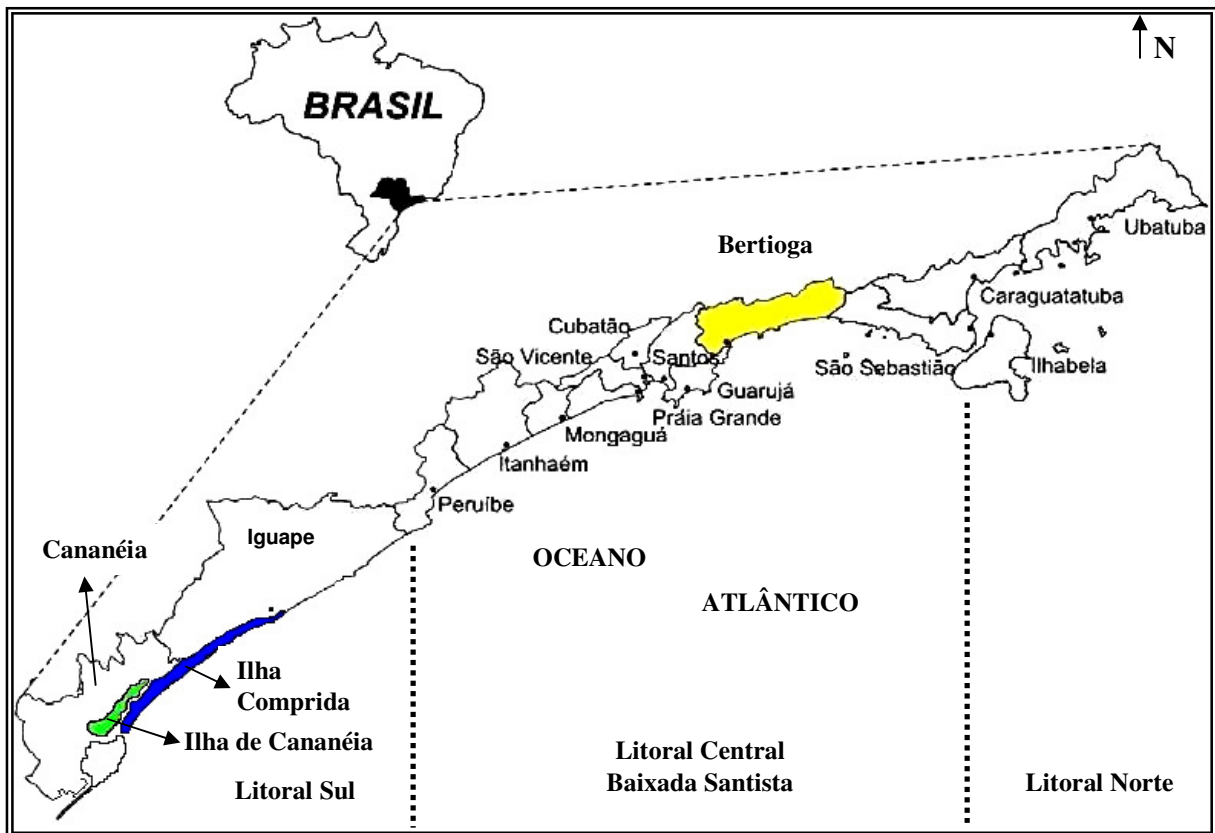 N
BRASIL
Bertioga
Ubatuba
Caraguatatuba
Cubatão
São Vicente
Santos
São Sebastião
Ilhabela
Guarujá
Práia Grande
Mongaguá
Itanhaém
Peruíbe
Iguape
Cananéia
OCEANO
ATLÂNTICO
Ilha
Comprida
Ilha de Cananéia
Litoral Sul
Litoral Central
Baixada Santista
Litoral Norte